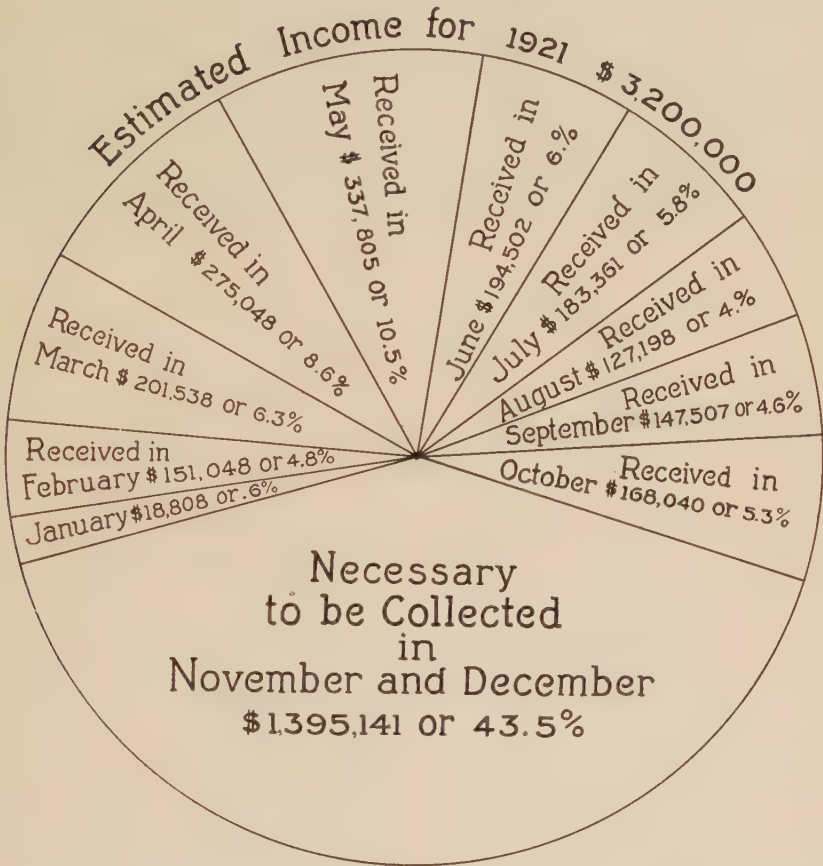 Estimated Income for 1921 $3,200,000
January $18,808 or .6%
Received in
February $151,048 or 4.8%
Received in
March $201,538 or 6.3%
Received in
April $275,048 or 8.6%
Received in
May $337,805 or 10.5%
Received in
June $194,502 or 6.%
Received in
July $183,361 or 5.8%
Received in
August $127,198 or 4.%
Received in
September $147,507 or 4.6%
Received in
October $168,040 or 5.3%
Necessary
to be Collected
in
November and December
$1,395,141 or 43.5%